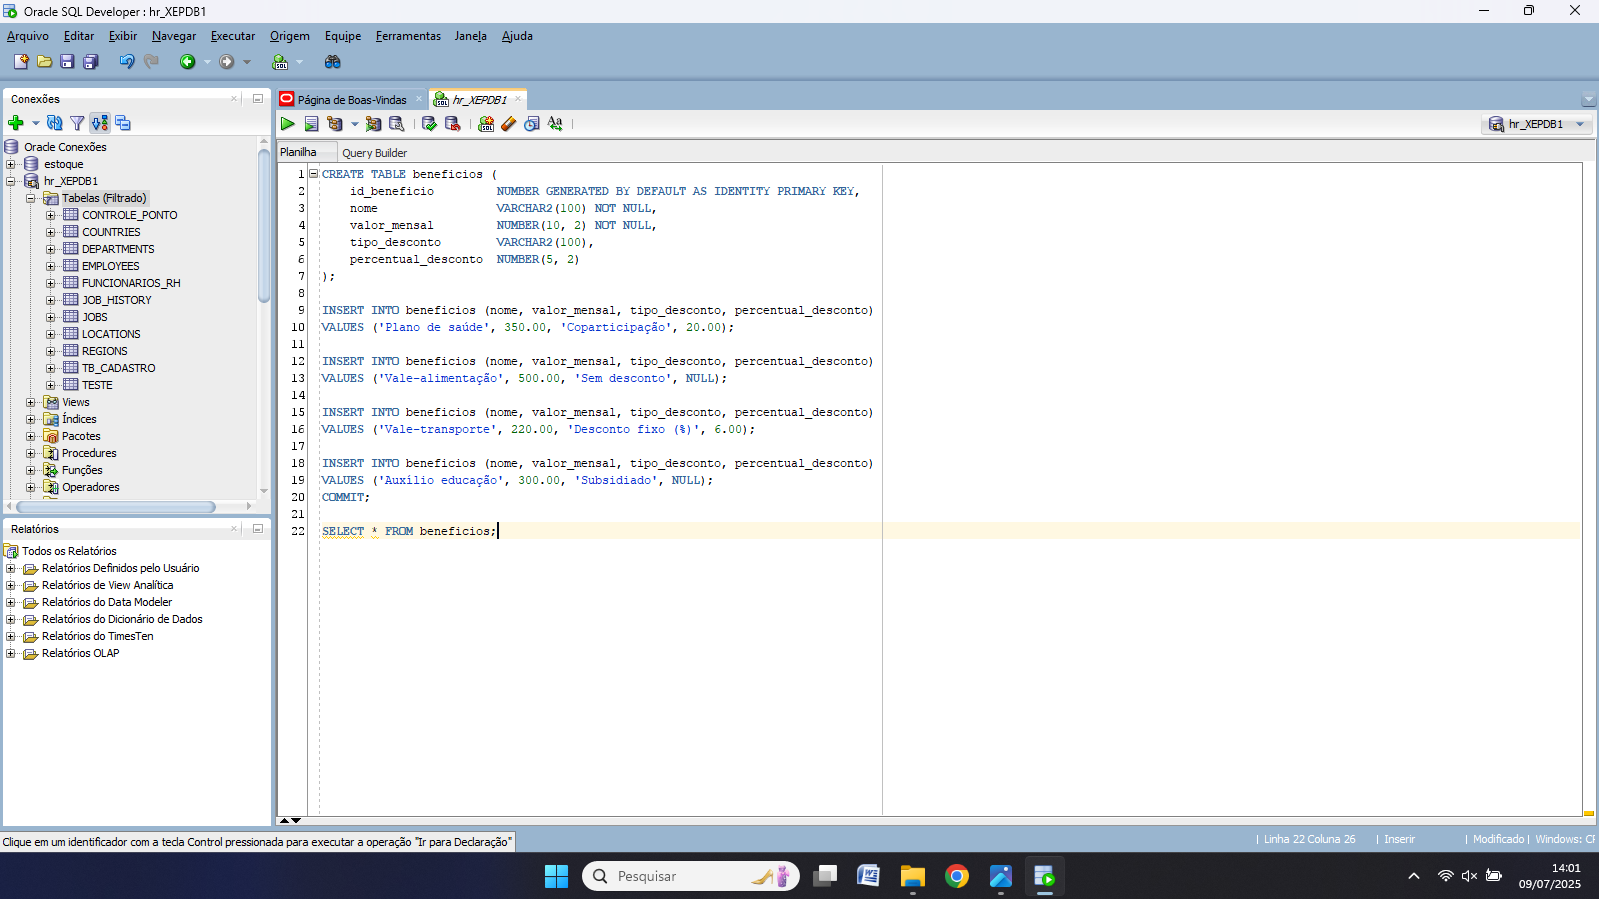 Oracle SQL Developer : hr_XEPDB1
Arquivo Editar Exibir Navegar Executar Origem Equipe Ferramentas Janela Ajuda
Conexões
Página de Boas-Vindas
hr_XEPDB1
hr_XEPDB1
Planilha
Query Builder
Oracle Conexões
estoque
hr_XEPDB1
Tabelas (Filtrado)
CONTROLE_PONTO
COUNTRIES
DEPARTMENTS
EMPLOYEES
FUNCIONARIOS_RH
JOB_HISTORY
JOBS
LOCATIONS
REGIONS
TB_CADASTRO
TESTE
Views
Índices
Pacotes
Procedures
Funções
Operadores
Relatórios
Todos os Relatórios
Relatórios Definidos pelo Usuário
Relatórios de View Analítica
Relatórios do Data Modeler
Relatórios do Dicionário de Dados
Relatórios do TimesTen
Relatórios OLAP
1 CREATE TABLE beneficios (
2 id_beneficio NUMBER GENERATED BY DEFAULT AS IDENTITY PRIMARY KEY,
3 nome VARCHAR2(100) NOT NULL,
4 valor_mensal NUMBER(10, 2) NOT NULL,
5 tipo_desconto VARCHAR2(100),
6 percentual_desconto NUMBER(5, 2)
7 );
8
9 INSERT INTO beneficios (nome, valor_mensal, tipo_desconto, percentual_desconto)
10 VALUES ('Plano de saúde', 350.00, 'Coparticipação', 20.00);
11
12 INSERT INTO beneficios (nome, valor_mensal, tipo_desconto, percentual_desconto)
13 VALUES ('Vale-alimentação', 500.00, 'Sem desconto', NULL);
14
15 INSERT INTO beneficios (nome, valor_mensal, tipo_desconto, percentual_desconto)
16 VALUES ('Vale-transporte', 220.00, 'Desconto fixo (%)', 6.00);
17
18 INSERT INTO beneficios (nome, valor_mensal, tipo_desconto, percentual_desconto)
19 VALUES ('Auxílio educação', 300.00, 'Subsidiado', NULL);
20 COMMIT;
21
22 SELECT * FROM beneficios;
Clique em um identificador com a tecla Control pressionada para executar a operação "Ir para Declaração"
Linha 22 Coluna 26 | Inserir | Modificado | Windows: CF
Pesquisar
14:01
09/07/2025